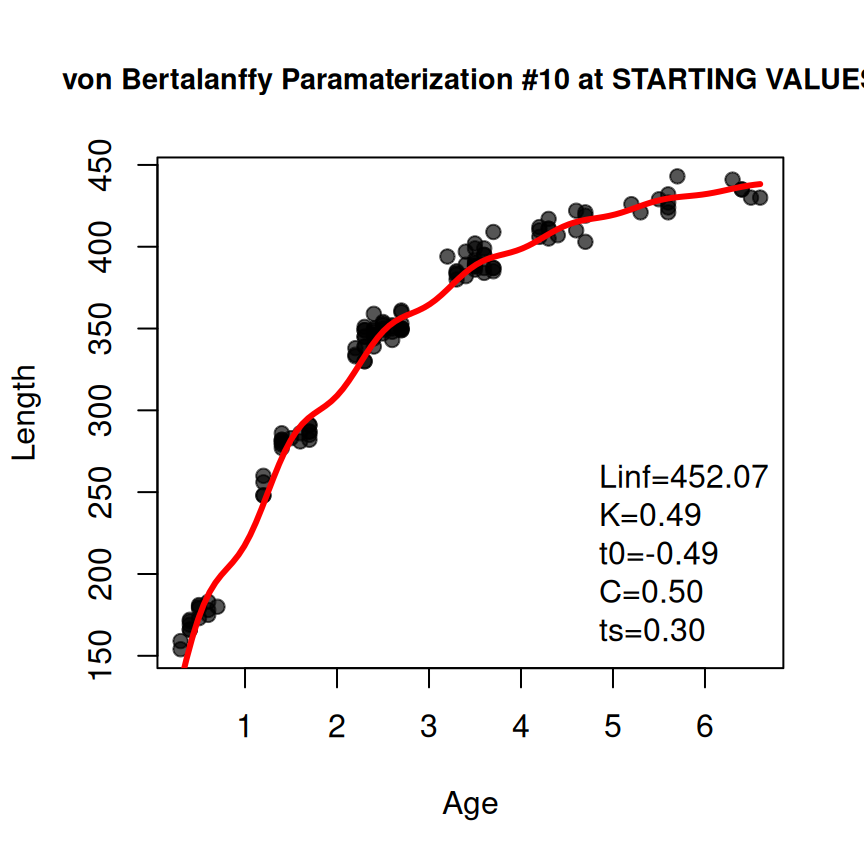 von Bertalanffy Paramaterization #10 at STARTING VALUES
Length
450
400
350
300
250
200
150
Linf=452.07
K=0.49
t0=-0.49
C=0.50
ts=0.30
1 2 3 4 5 6
Age